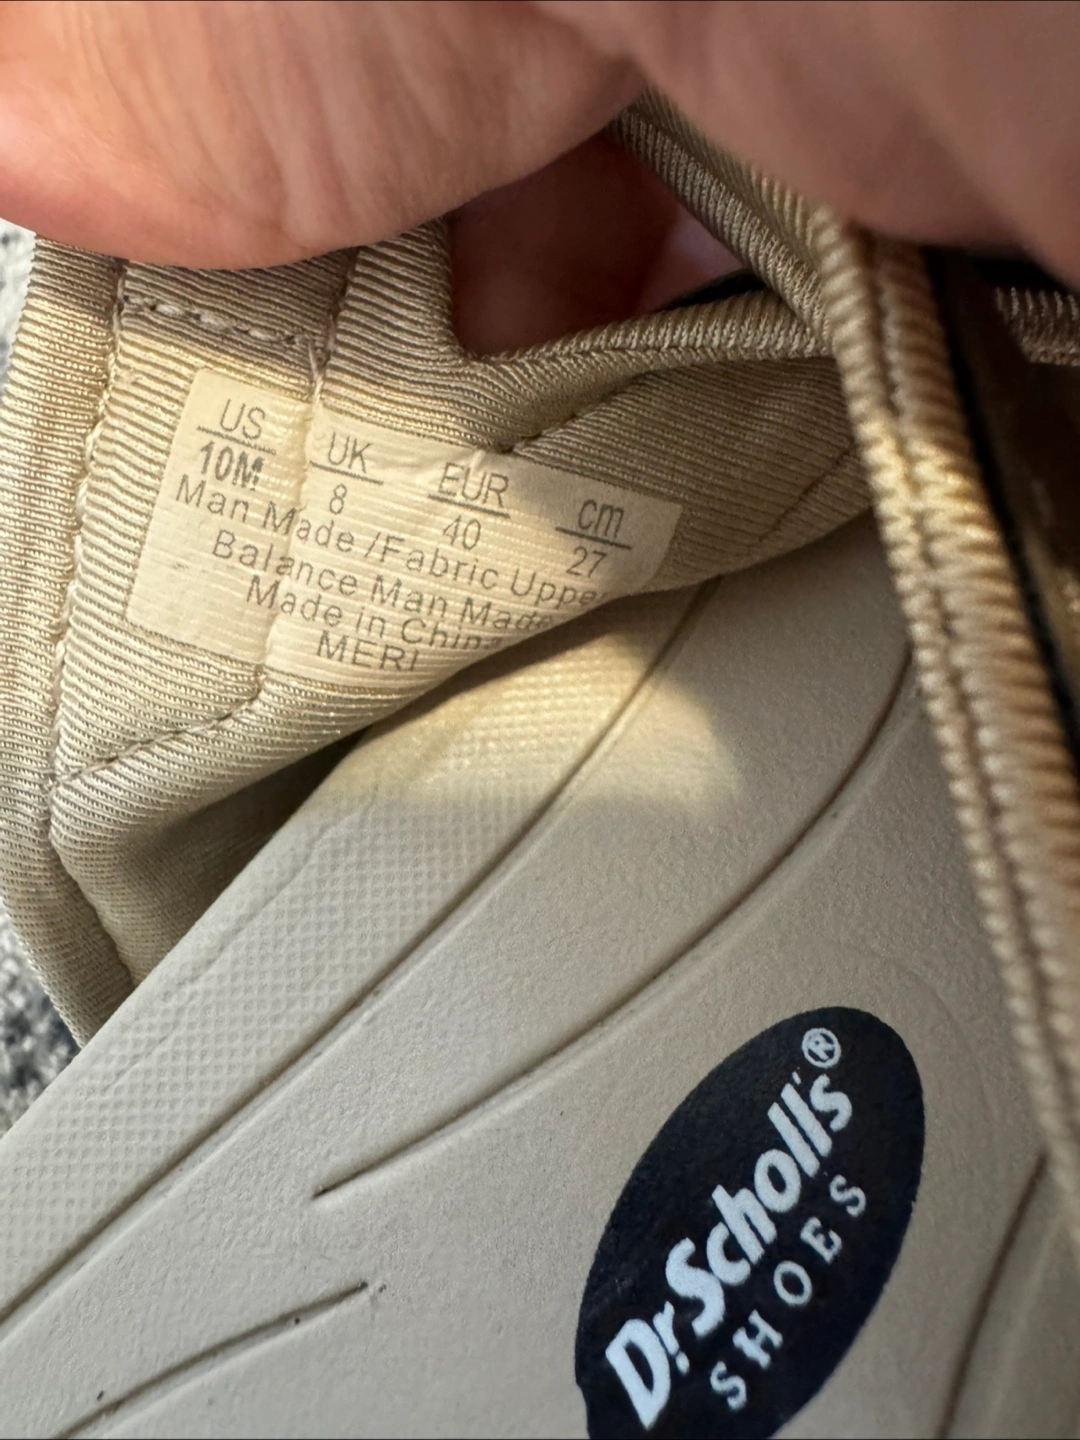 US UK EUR cm
10M 8 40 27
Man Made /Fabric Upper
Balance Man Made
Made in China
MERI
Dr. Scholl's®
SHOES